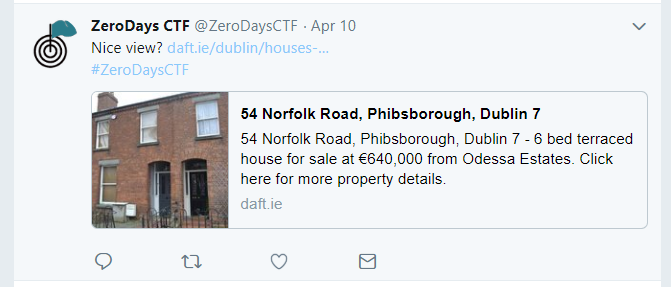 ZeroDays CTF @ZeroDaysCTF · Apr 10
Nice view? daft.ie/dublin/houses-...
#ZeroDaysCTF
54 Norfolk Road, Phibsborough, Dublin 7
54 Norfolk Road, Phibsborough, Dublin 7 - 6 bed terraced
house for sale at €640,000 from Odessa Estates. Click
here for more property details.
daft.ie